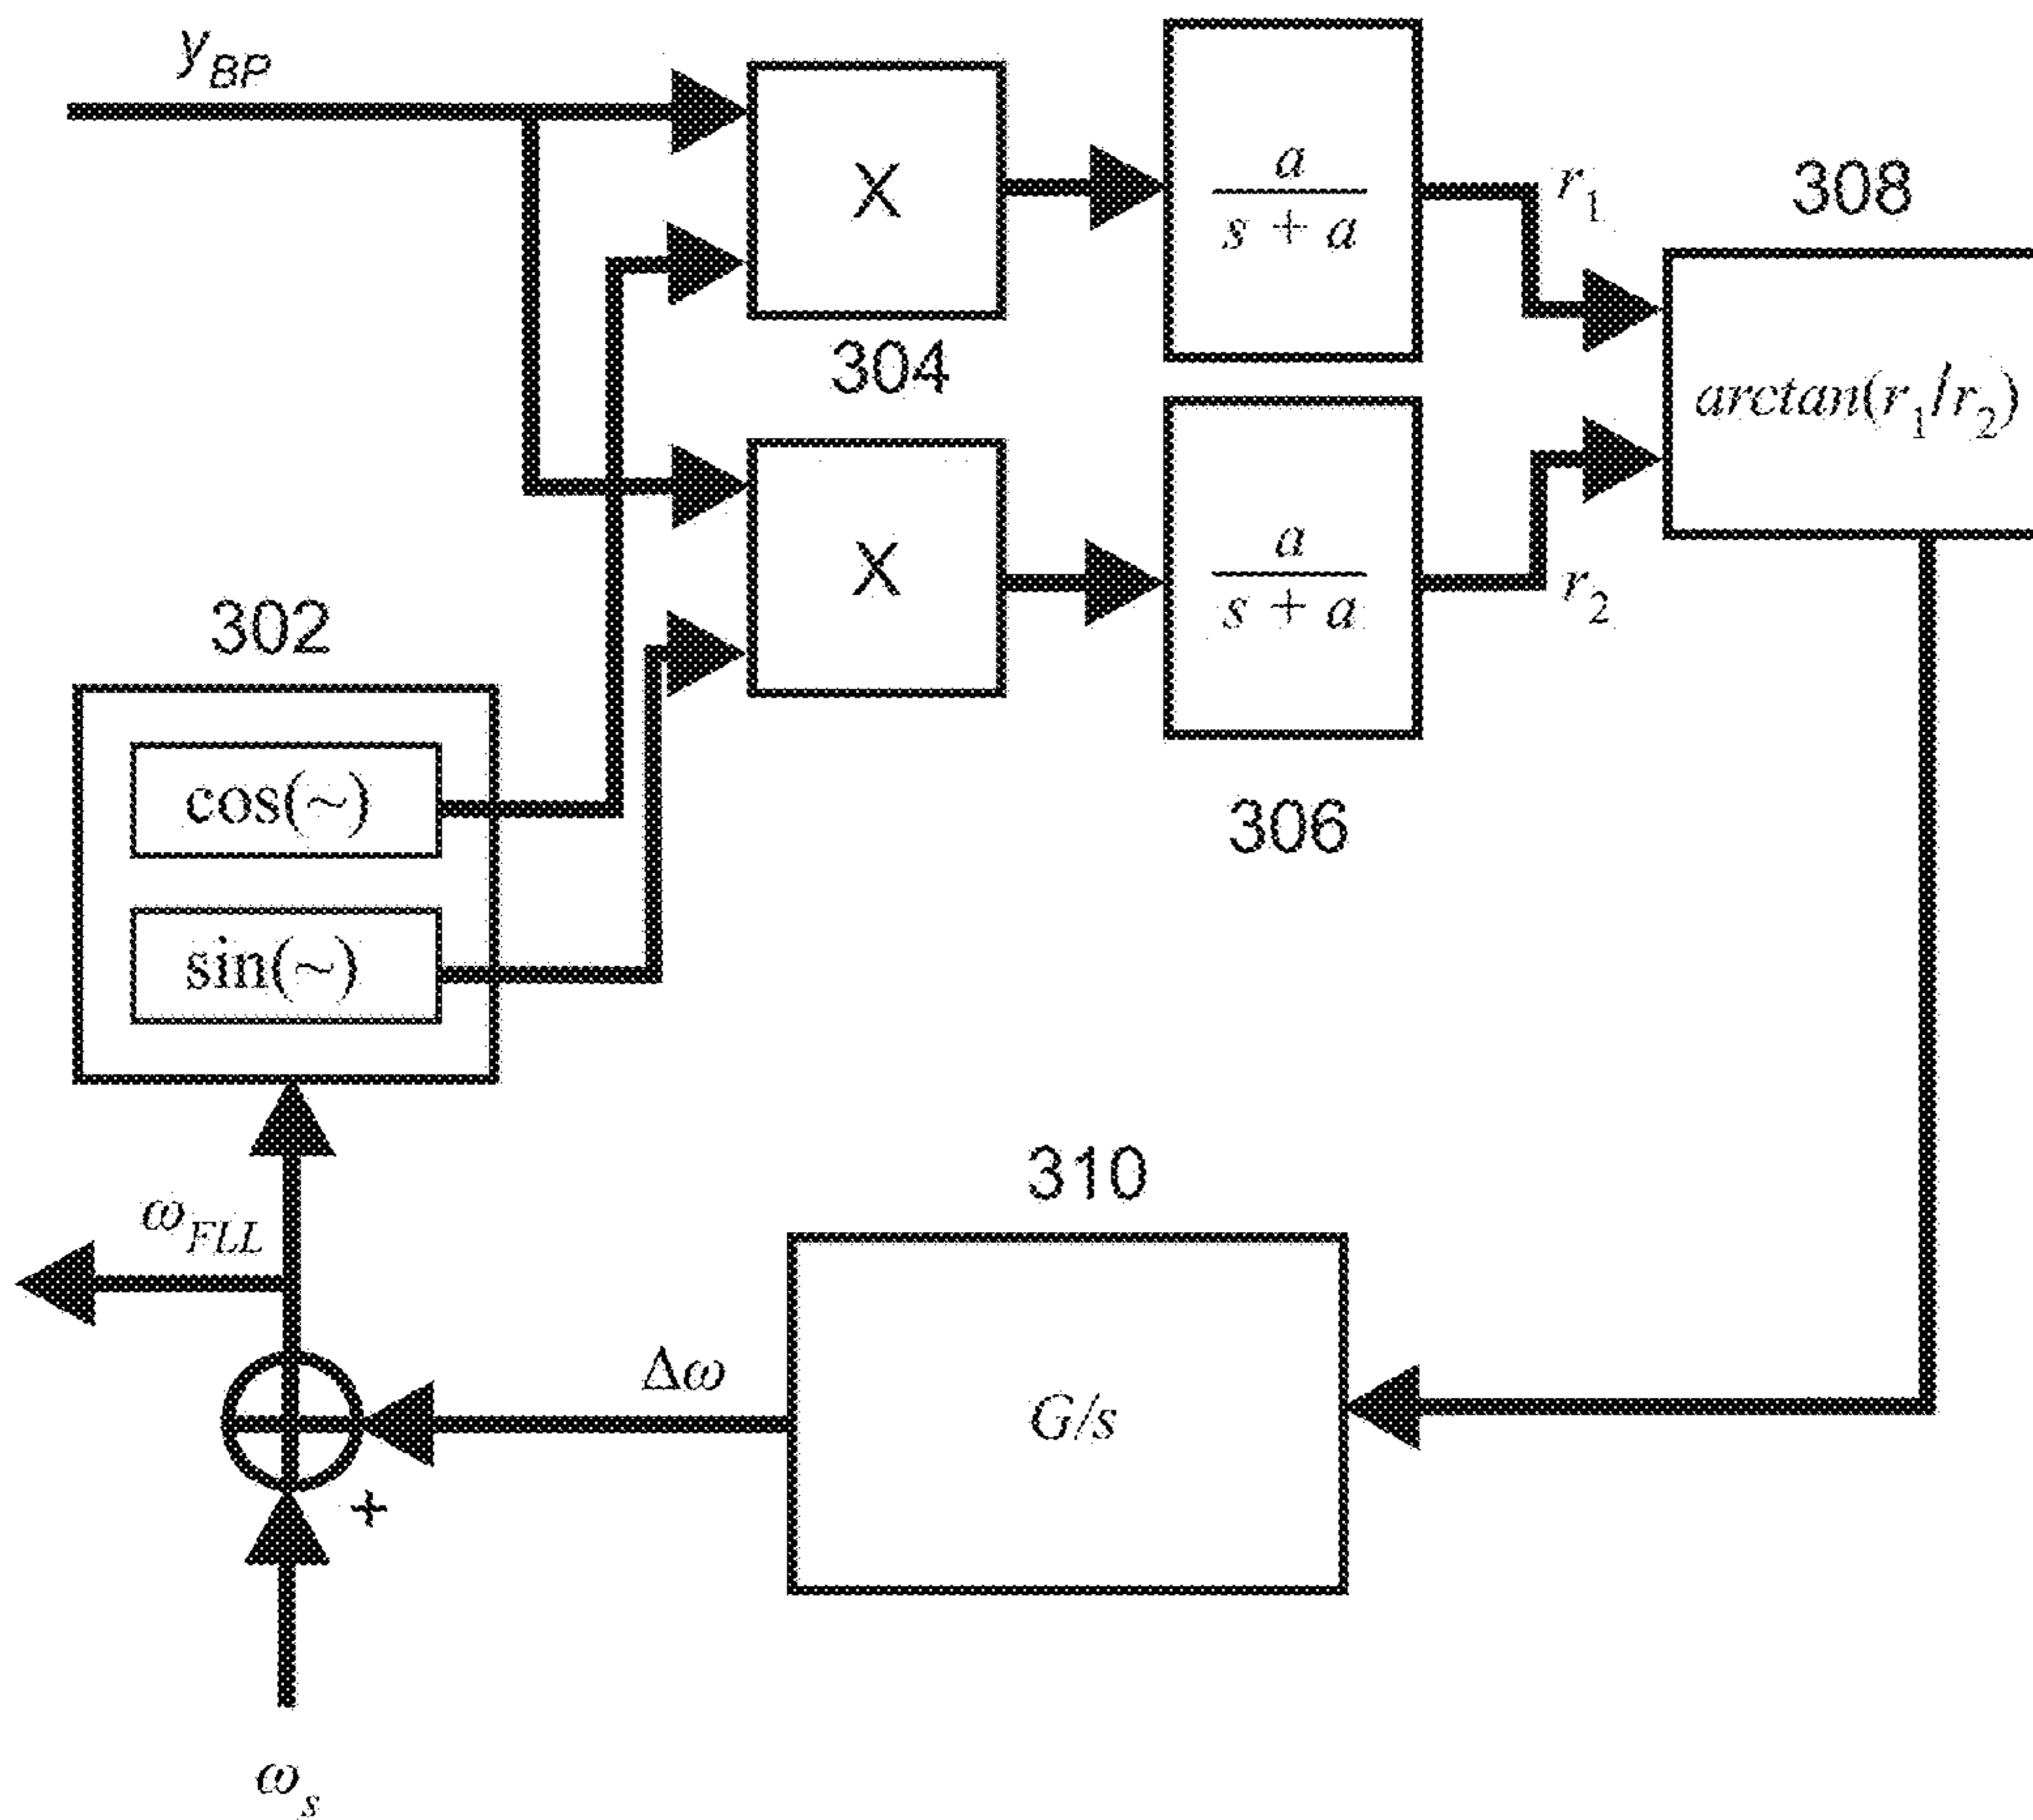 y_BP
X
a
s + a
r_1
308
304
arctan(r_1/r_2)
X
a
s + a
r_2
302
cos(~)
306
sin(~)
310
ω_FLL
Δω
G/s
+
ω_s